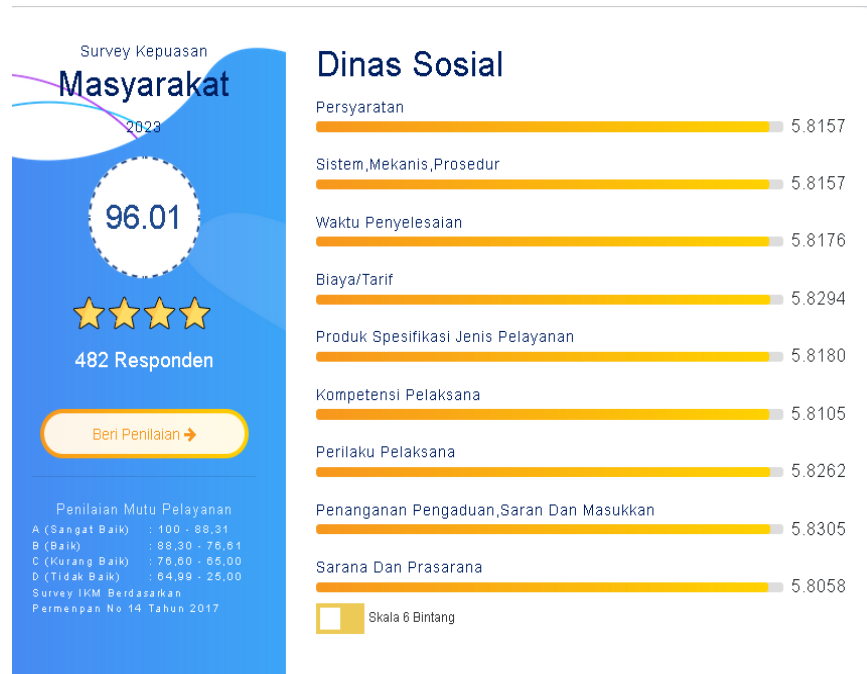 Survey Kepuasan
Masyarakat
2023
96.01
482 Responden
Beri Penilaian
Penilaian Mutu Pelayanan
A (Sangat Baik) : 100 - 88,31
B (Baik) : 88,30 - 76,61
C (Kurang Baik) : 76,60 - 65,00
D (Tidak Baik) : 64,99 - 25,00
Survey IKM Berdasarkan
Permenpan No 14 Tahun 2017
Dinas Sosial
Persyaratan
5.8157
Sistem,Mekanis,Prosedur
5.8157
Waktu Penyelesaian
5.8176
Biaya/Tarif
5.8294
Produk Spesifikasi Jenis Pelayanan
5.8180
Kompetensi Pelaksana
5.8105
Perilaku Pelaksana
5.8262
Penanganan Pengaduan,Saran Dan Masukkan
5.8305
Sarana Dan Prasarana
5.8058
Skala 6 Bintang